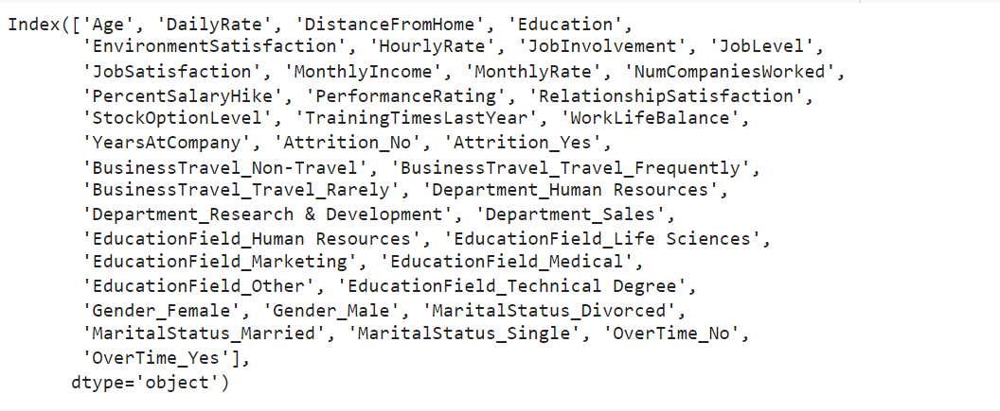 Index(['Age', 'DailyRate', 'DistanceFromHome', 'Education',
'EnvironmentSatisfaction', 'HourlyRate', 'JobInvolvement', 'JobLevel',
'JobSatisfaction', 'MonthlyIncome', 'MonthlyRate', 'NumCompaniesWorked',
'PercentSalaryHike', 'PerformanceRating', 'RelationshipSatisfaction',
'StockOptionLevel', 'TrainingTimesLastYear', 'WorkLifeBalance',
'YearsAtCompany', 'Attrition_No', 'Attrition_Yes',
'BusinessTravel_Non-Travel', 'BusinessTravel_Travel_Frequently',
'BusinessTravel_Travel_Rarely', 'Department_Human Resources',
'Department_Research & Development', 'Department_Sales',
'EducationField_Human Resources', 'EducationField_Life Sciences',
'EducationField_Marketing', 'EducationField_Medical',
'EducationField_Other', 'EducationField_Technical Degree',
'Gender_Female', 'Gender_Male', 'MaritalStatus_Divorced',
'MaritalStatus_Married', 'MaritalStatus_Single', 'OverTime_No',
'OverTime_Yes'],
dtype='object')